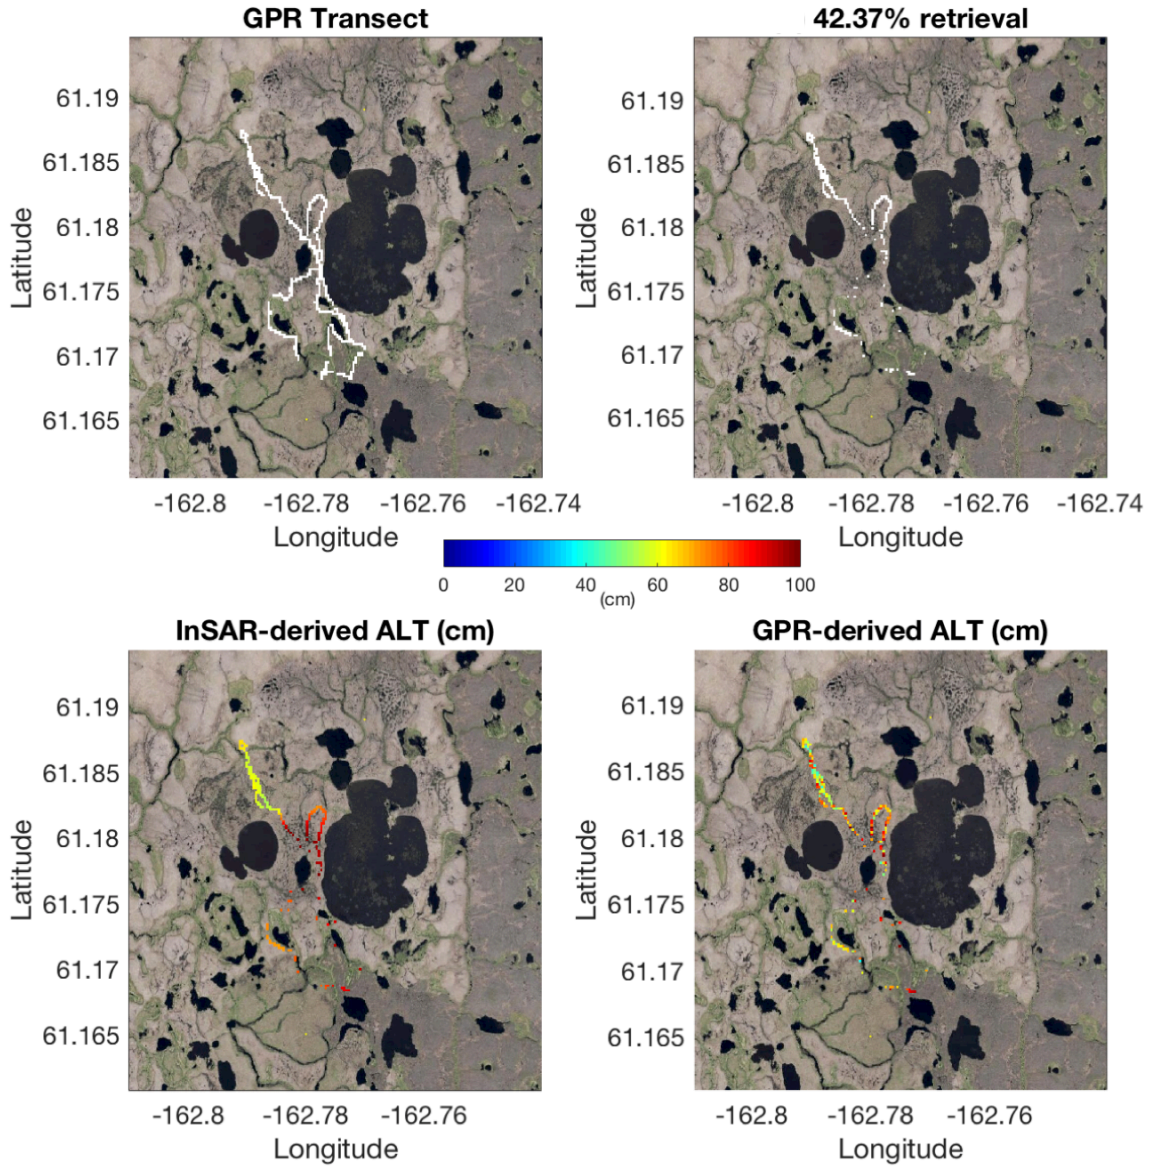 GPR Transect
42.37% retrieval
61.19
61.185
61.18
61.175
61.17
61.165
Latitude
-162.8 -162.78 -162.76 -162.74
Longitude
61.19
61.185
61.18
61.175
61.17
61.165
Latitude
-162.8 -162.78 -162.76 -162.74
Longitude
0 20 40 60 80 100
(cm)
InSAR-derived ALT (cm)
GPR-derived ALT (cm)
61.19
61.185
61.18
61.175
61.17
61.165
Latitude
-162.8 -162.78 -162.76
Longitude
61.19
61.185
61.18
61.175
61.17
61.165
Latitude
-162.8 -162.78 -162.76
Longitude